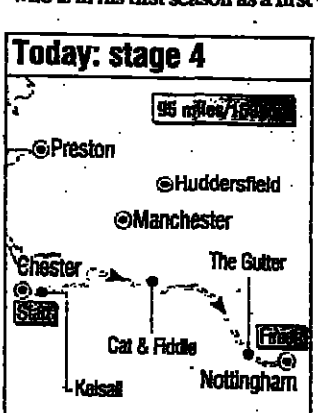 Today: stage 4
95 miles/
Preston
Huddersfield
Manchester
Chester
The Gutter
Start
Cat & Fiddle
Finish
Nottingham
Kelsall